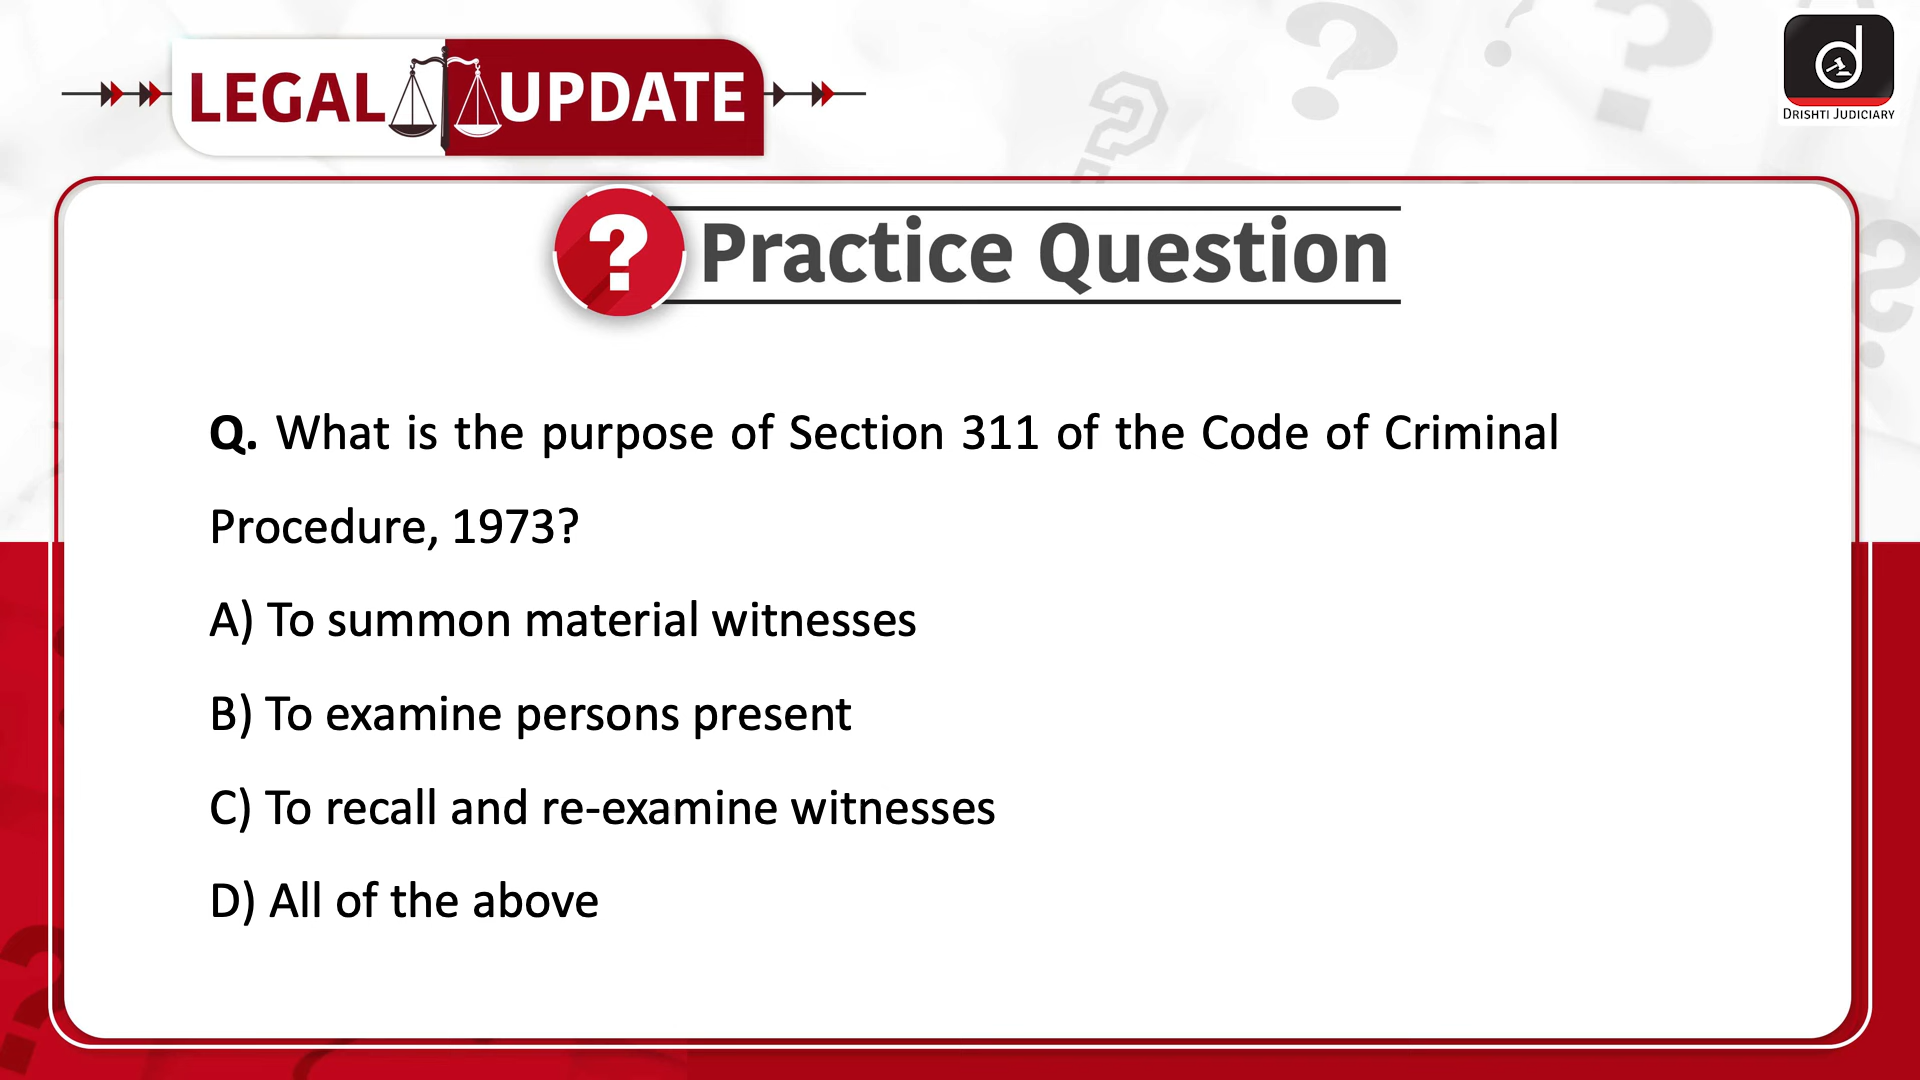 LEGAL UPDATE
DRISHTI JUDICIARY
? Practice Question
Q. What is the purpose of Section 311 of the Code of Criminal
Procedure, 1973?
A) To summon material witnesses
B) To examine persons present
C) To recall and re-examine witnesses
D) All of the above